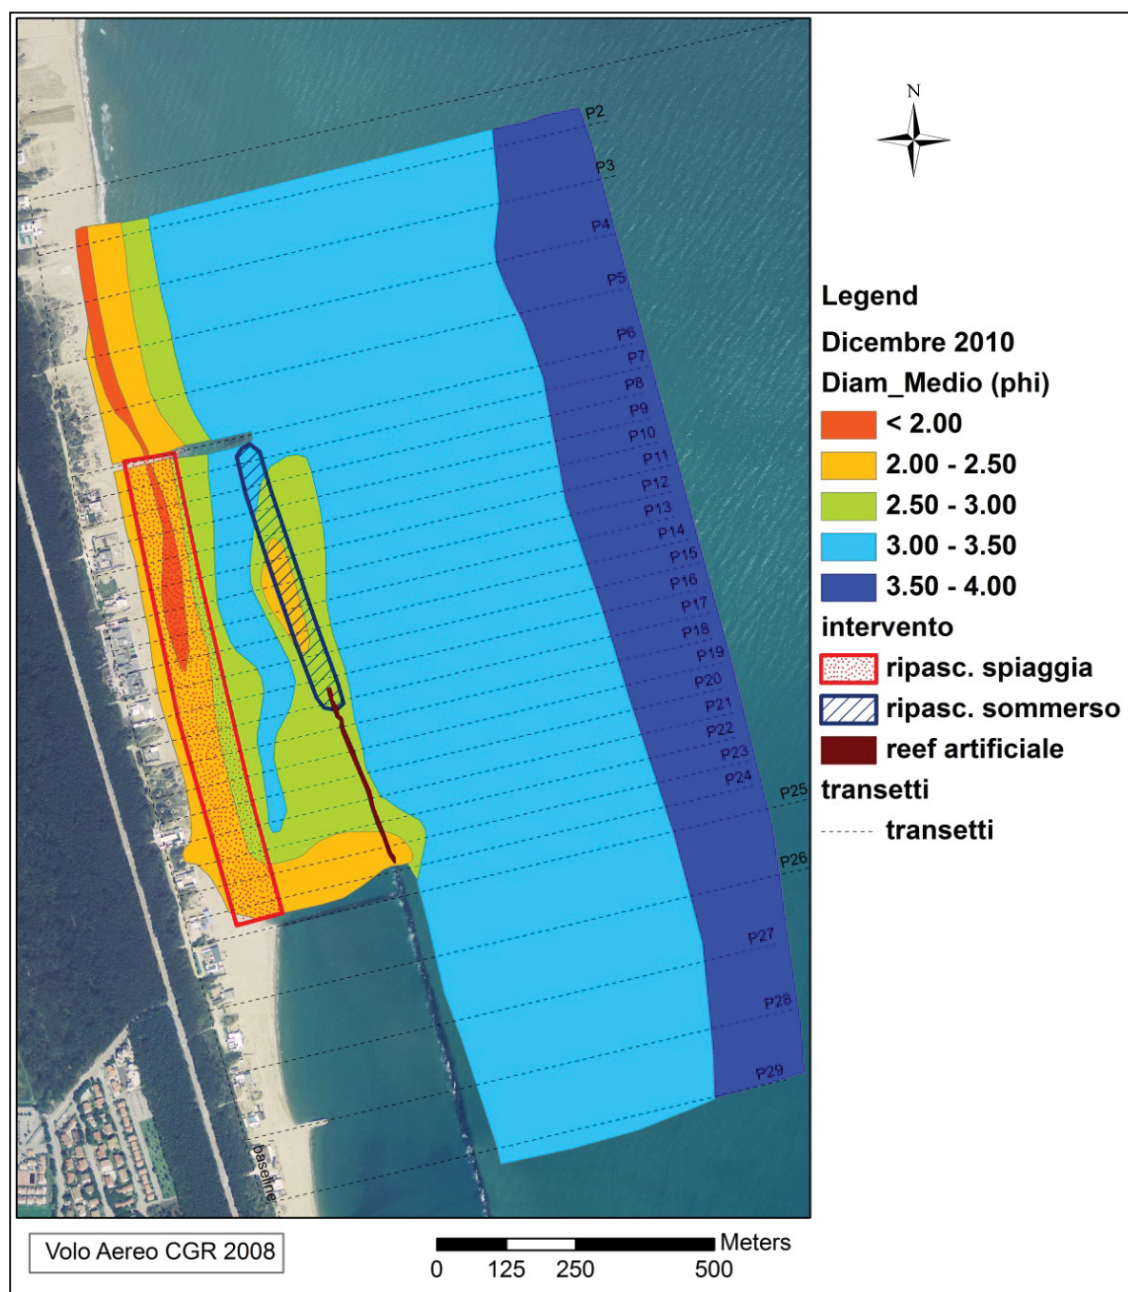 N
P2
P3
P4
P5
P6
P7
P8
P9
P10
P11
P12
P13
P14
P15
P16
P17
P18
P19
P20
P21
P22
P23
P24
P25
P26
P27
P28
P29
baseline
Legend
Dicembre 2010
Diam_Medio (phi)
< 2.00
2.00 - 2.50
2.50 - 3.00
3.00 - 3.50
3.50 - 4.00
intervento
ripasc. spiaggia
ripasc. sommerso
reef artificiale
transetti
transetti
Volo Aereo CGR 2008
Meters
0 125 250 500